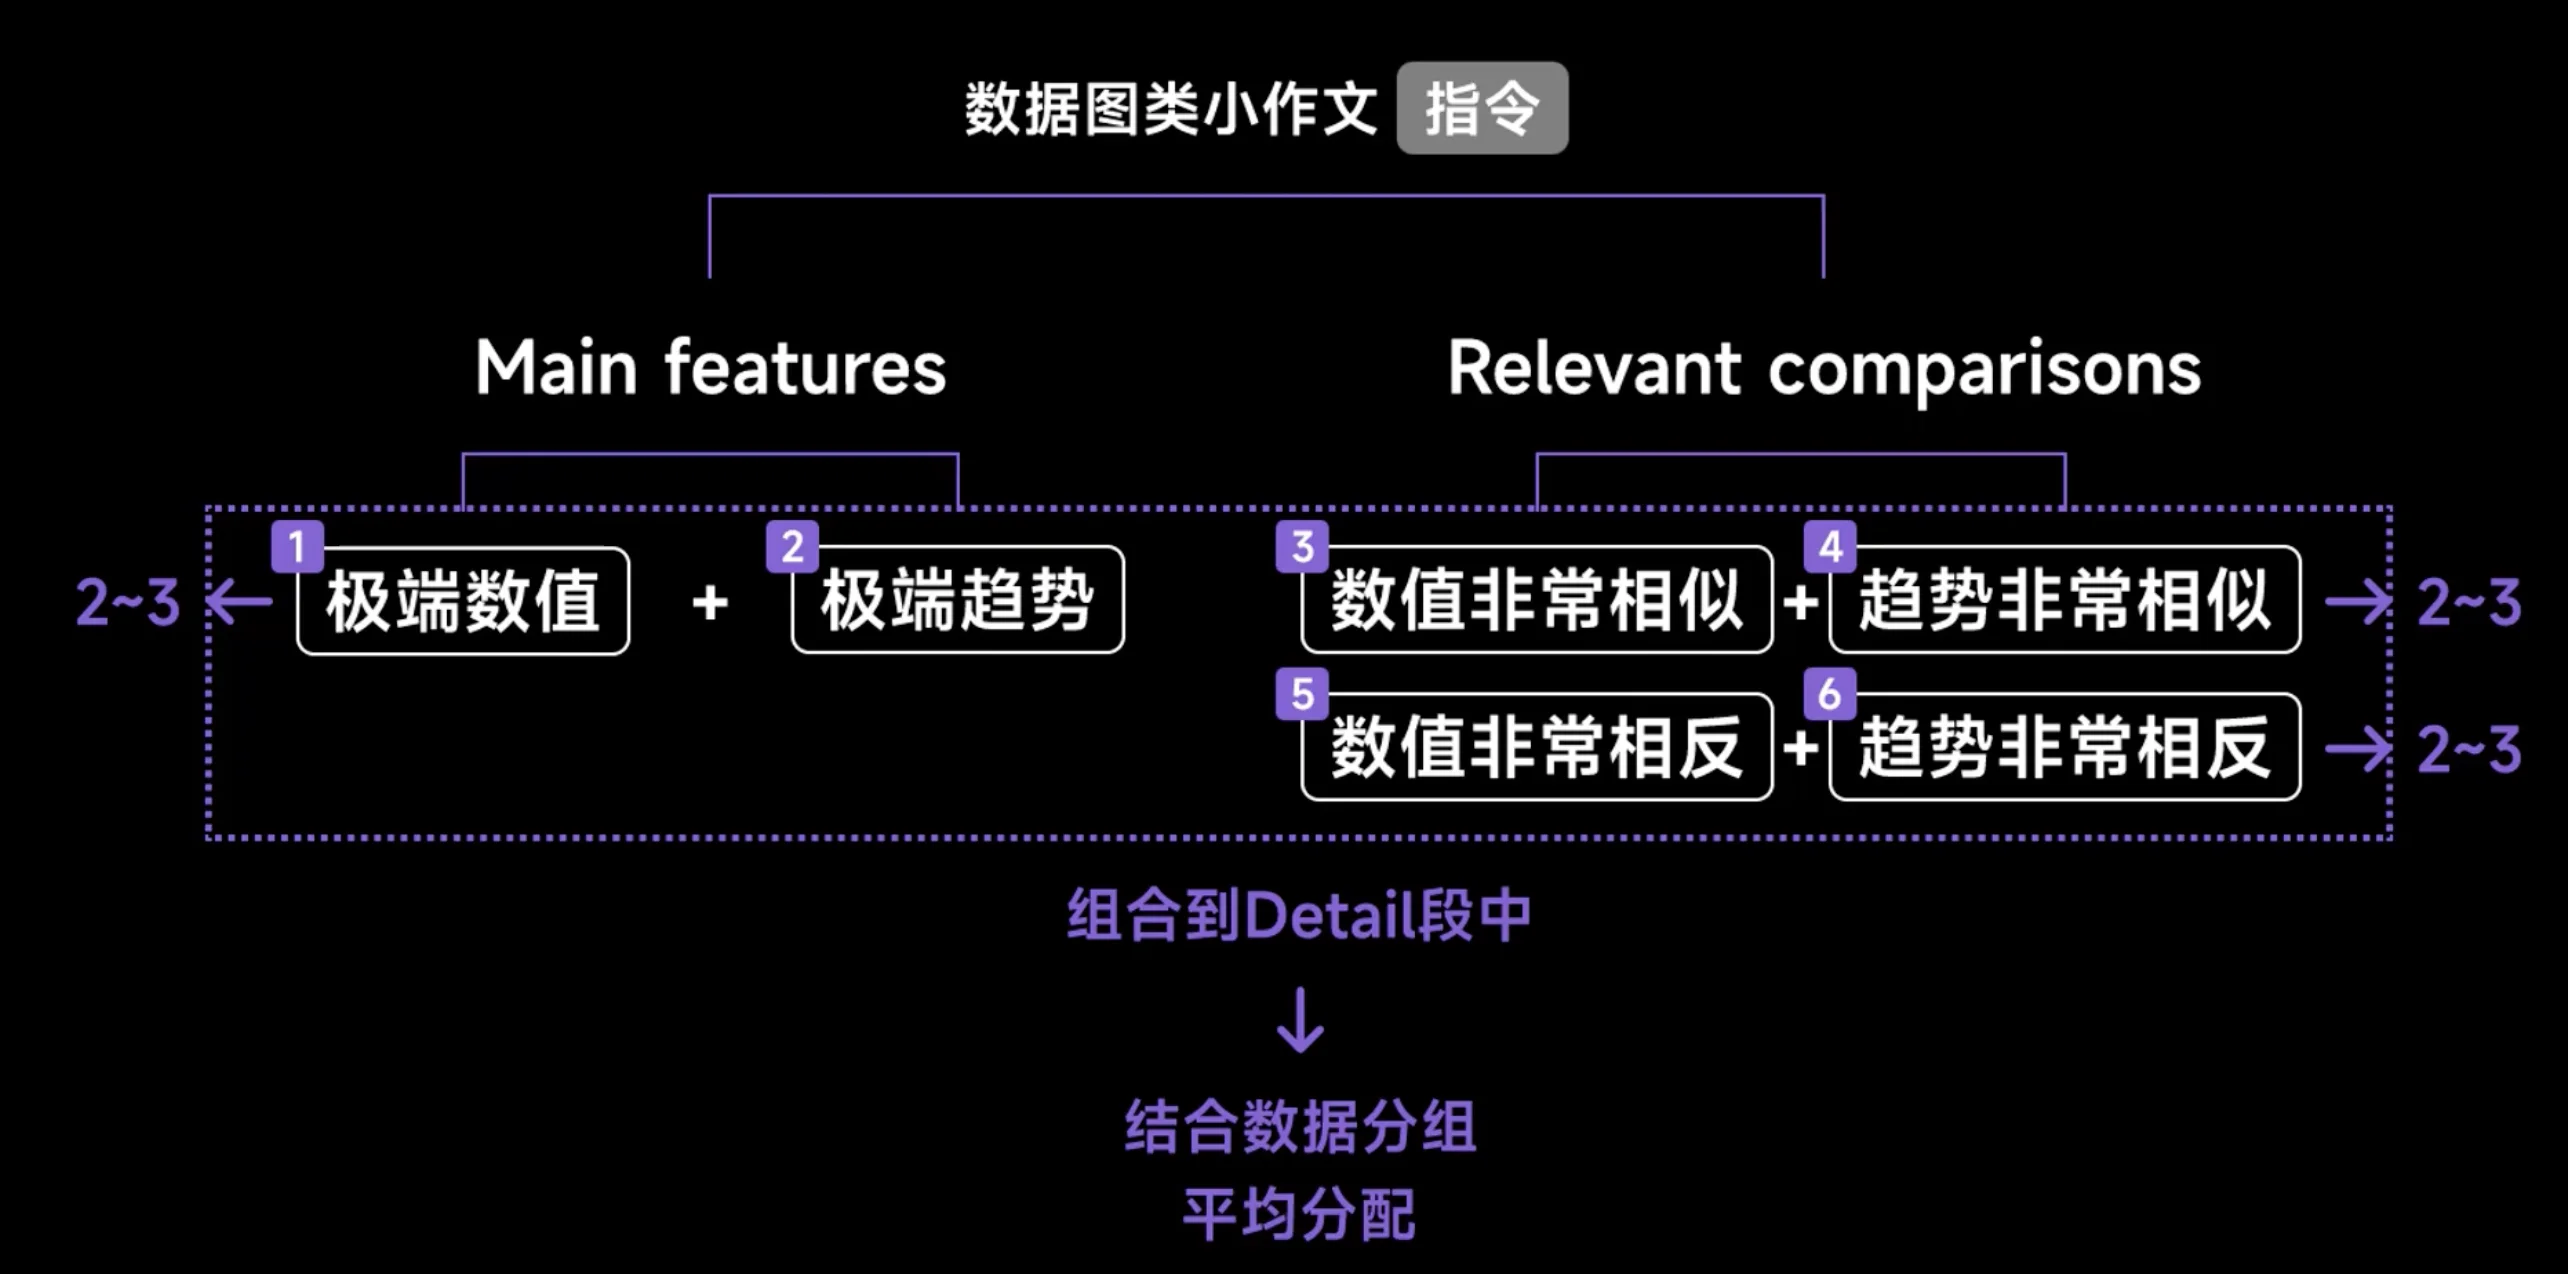 数据图类小作文 指令
Main features
Relevant comparisons
2~3 1 极端数值 + 2 极端趋势 3 数值非常相似 + 4 趋势非常相似 2~3
5 数值非常相反 + 6 趋势非常相反 2~3
组合到Detail段中
结合数据分组
平均分配